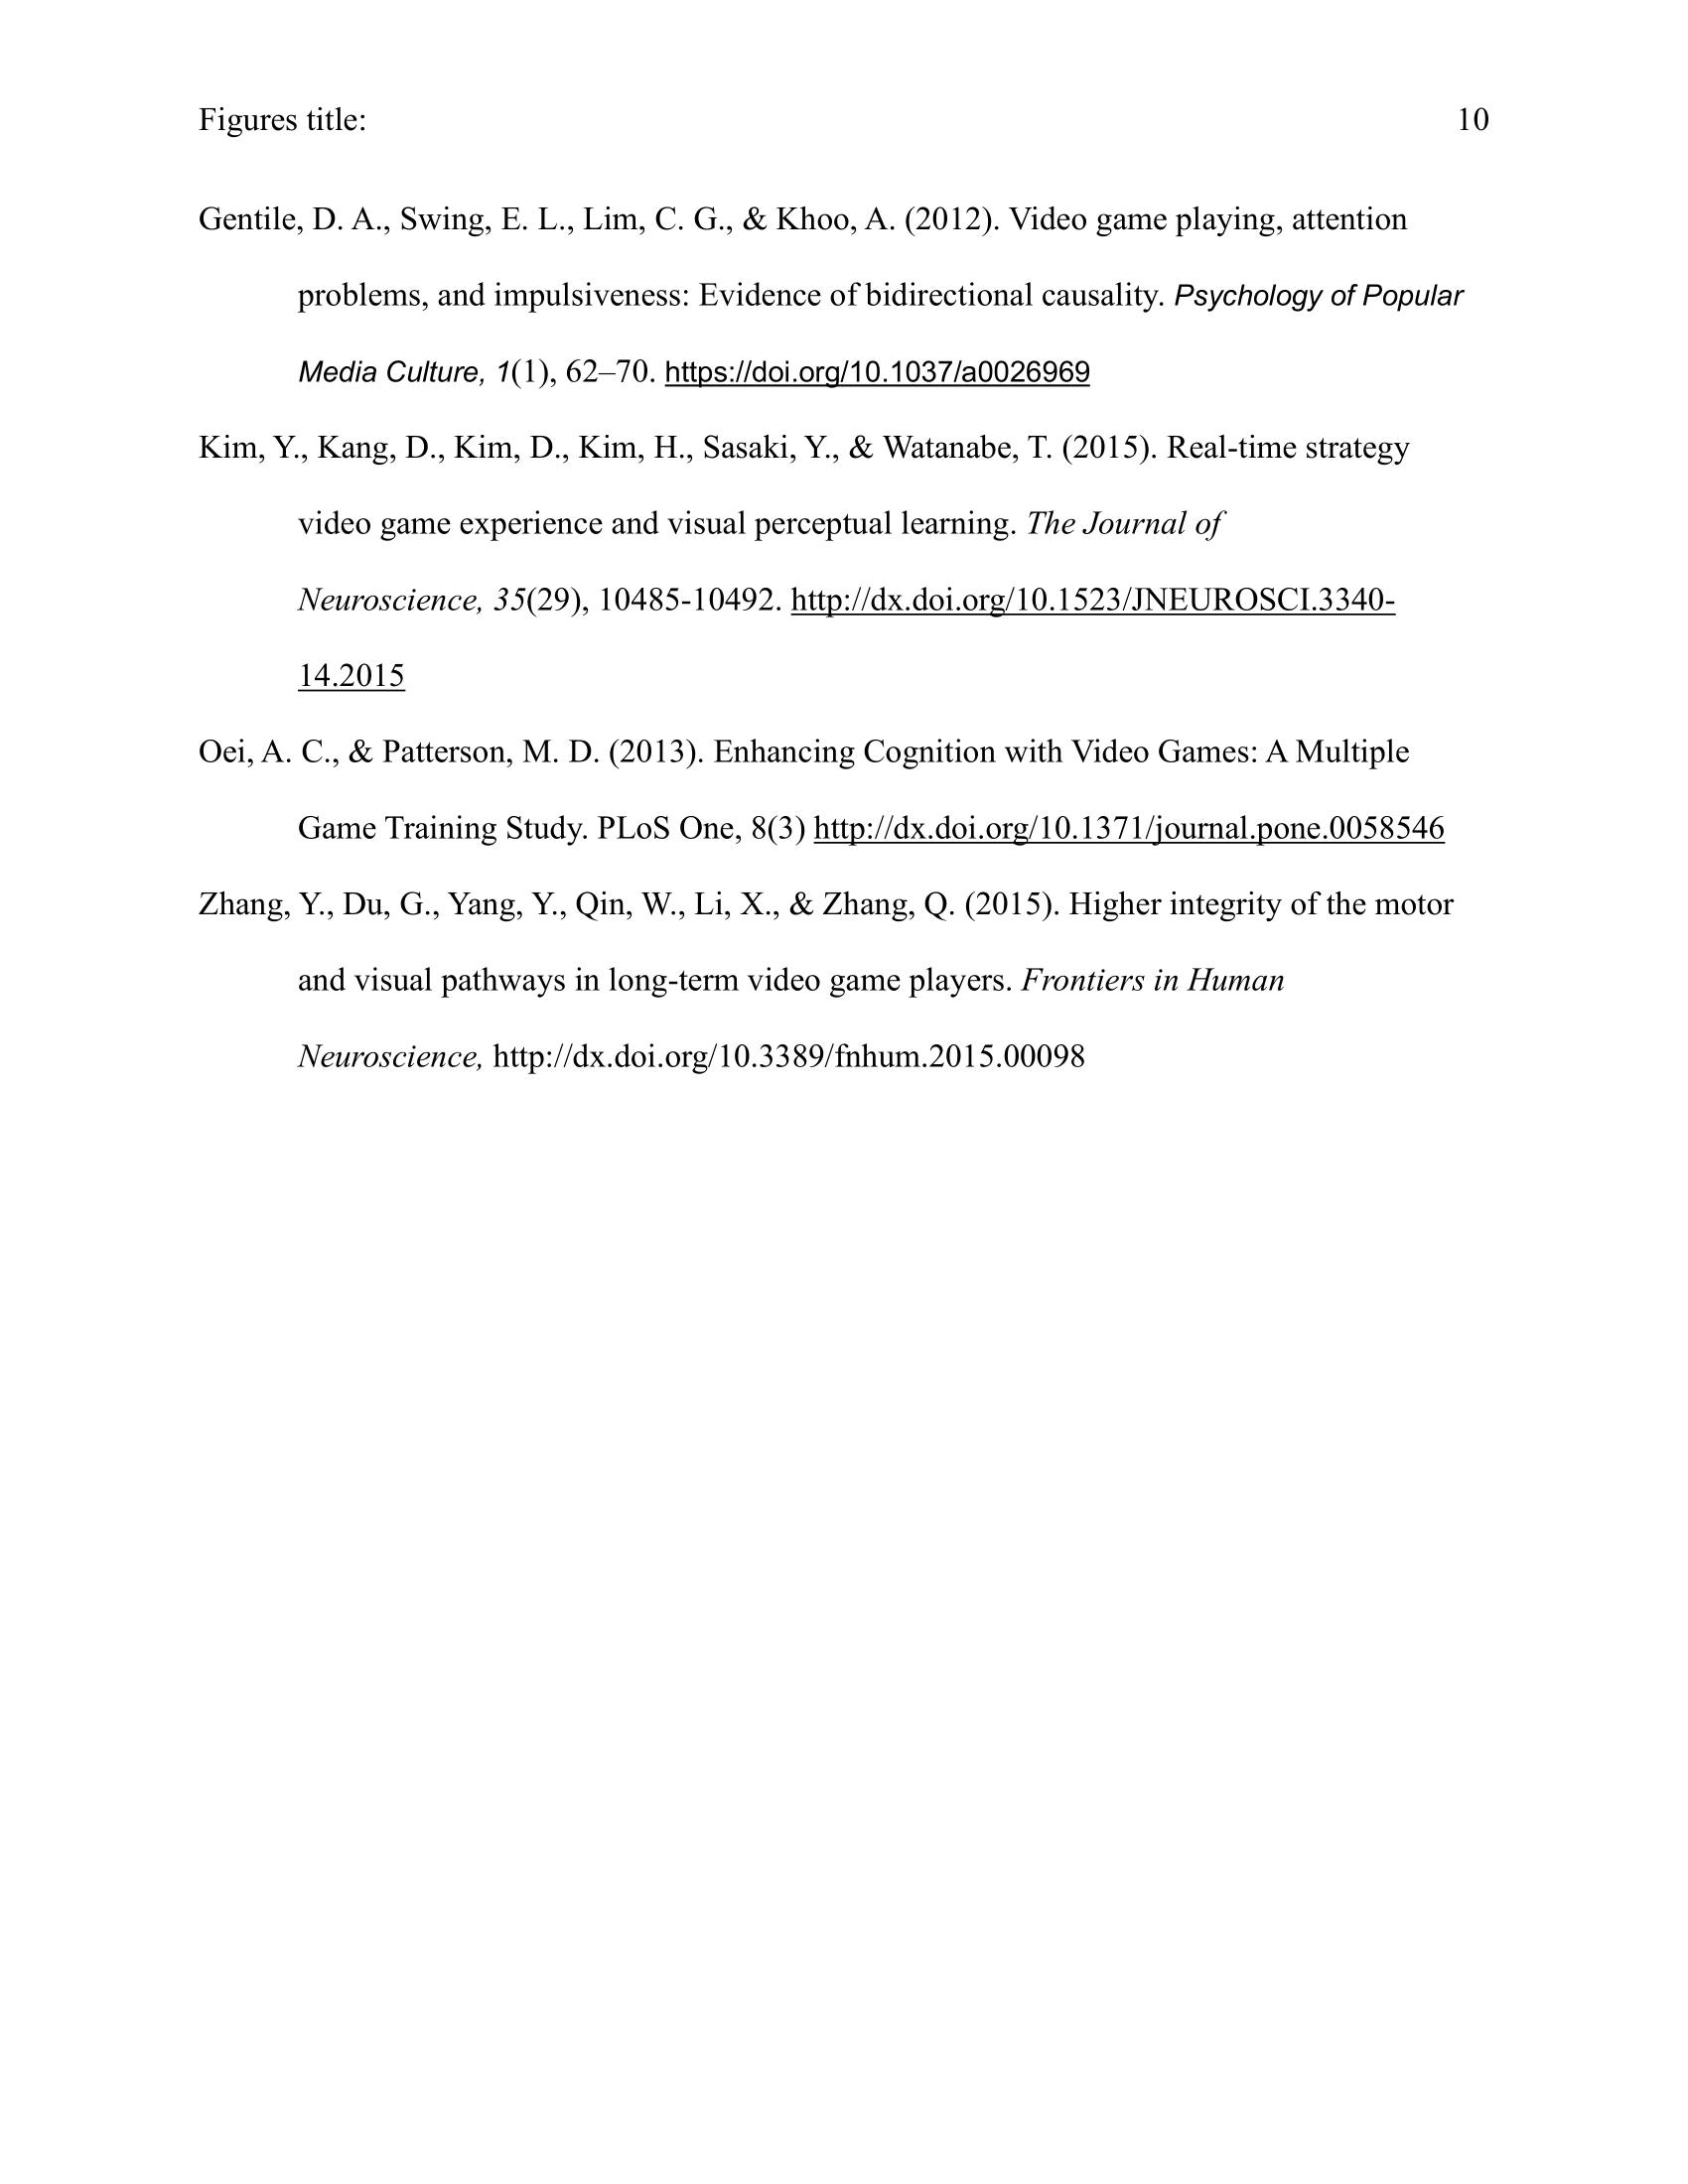 Figures title: 10
Gentile, D. A., Swing, E. L., Lim, C. G., & Khoo, A. (2012). Video game playing, attention
problems, and impulsiveness: Evidence of bidirectional causality. Psychology of Popular
Media Culture, 1(1), 62–70. https://doi.org/10.1037/a0026969
Kim, Y., Kang, D., Kim, D., Kim, H., Sasaki, Y., & Watanabe, T. (2015). Real-time strategy
video game experience and visual perceptual learning. The Journal of
Neuroscience, 35(29), 10485-10492. http://dx.doi.org/10.1523/JNEUROSCI.3340-
14.2015
Oei, A. C., & Patterson, M. D. (2013). Enhancing Cognition with Video Games: A Multiple
Game Training Study. PLoS One, 8(3) http://dx.doi.org/10.1371/journal.pone.0058546
Zhang, Y., Du, G., Yang, Y., Qin, W., Li, X., & Zhang, Q. (2015). Higher integrity of the motor
and visual pathways in long-term video game players. Frontiers in Human
Neuroscience, http://dx.doi.org/10.3389/fnhum.2015.00098